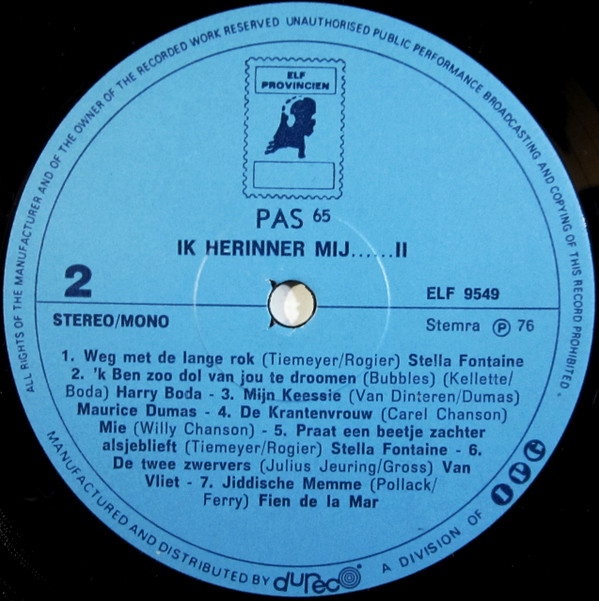 ALL RIGHTS OF THE MANUFACTURER AND OF THE OWNER OF THE RECORDED WORK RESERVED UNAUTHORISED PUBLIC PERFORMANCE BROADCASTING AND COPYING OF THIS RECORD PROHIBITED
ELF
PROVINCIEN
PAS 65
IK HERINNER MIJ......II
2
ELF 9549
STEREO/MONO
Stemra Ⓟ 76
1. Weg met de lange rok (Tiemeyer/Rogier) Stella Fontaine
2. 'k Ben zoo dol van jou te droomen (Bubbles) (Kellette/
Boda) Harry Boda - 3. Mijn Keessie (Van Dinteren/Dumas)
Maurice Dumas - 4. De Krantenvrouw (Carel Chanson)
Mie (Willy Chanson) - 5. Praat een beetje zachter
alsjeblieft (Tiemeyer/Rogier) Stella Fontaine - 6.
De twee zwervers (Julius Jeuring/Gross) Van
Vliet - 7. Jiddische Memme (Pollack/
Ferry) Fien de la Mar
MANUFACTURED AND DISTRIBUTED BY dureco A DIVISION OF